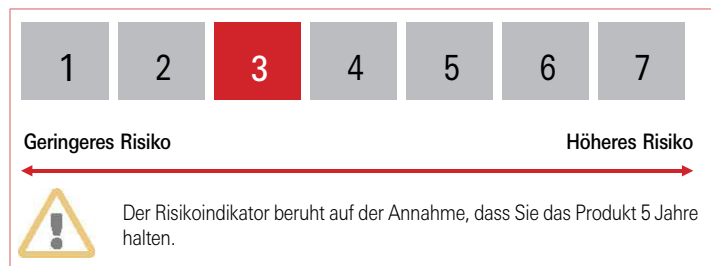 1 2 3 4 5 6 7
Geringeres Risiko Höheres Risiko
Der Risikoindikator beruht auf der Annahme, dass Sie das Produkt 5 Jahre
halten.